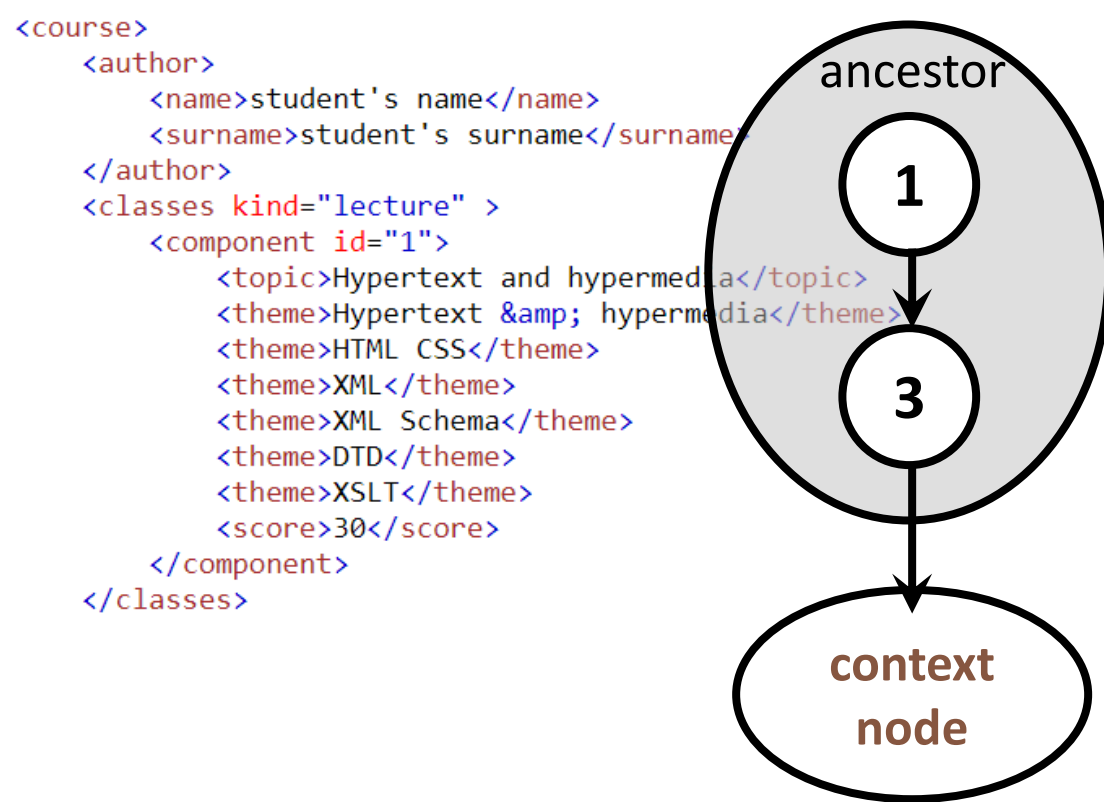 <course>
    <author>
        <name>student's name</name>
        <surname>student's surname</surname>
    </author>
    <classes kind="lecture" >
        <component id="1">
            <topic>Hypertext and hypermedia</topic>
            <theme>Hypertext &amp; hypermedia</theme>
            <theme>HTML CSS</theme>
            <theme>XML</theme>
            <theme>XML Schema</theme>
            <theme>DTD</theme>
            <theme>XSLT</theme>
            <score>30</score>
        </component>
    </classes>
ancestor
1
3
context
node